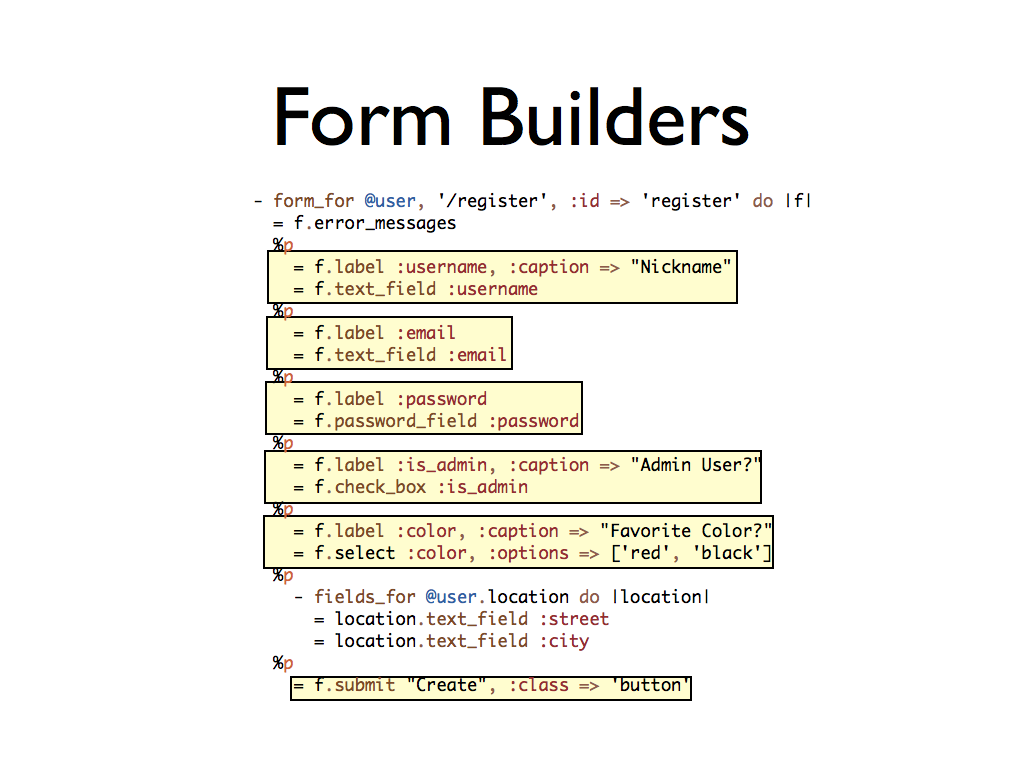 Form Builders
- form_for @user, '/register', :id => 'register' do |f|
= f.error_messages
%p
= f.label :username, :caption => "Nickname"
= f.text_field :username
%p
= f.label :email
= f.text_field :email
%p
= f.label :password
= f.password_field :password
%p
= f.label :is_admin, :caption => "Admin User?"
= f.check_box :is_admin
%p
= f.label :color, :caption => "Favorite Color?"
= f.select :color, :options => ['red', 'black']
%p
- fields_for @user.location do |location|
= location.text_field :street
= location.text_field :city
%p
= f.submit "Create", :class => 'button'